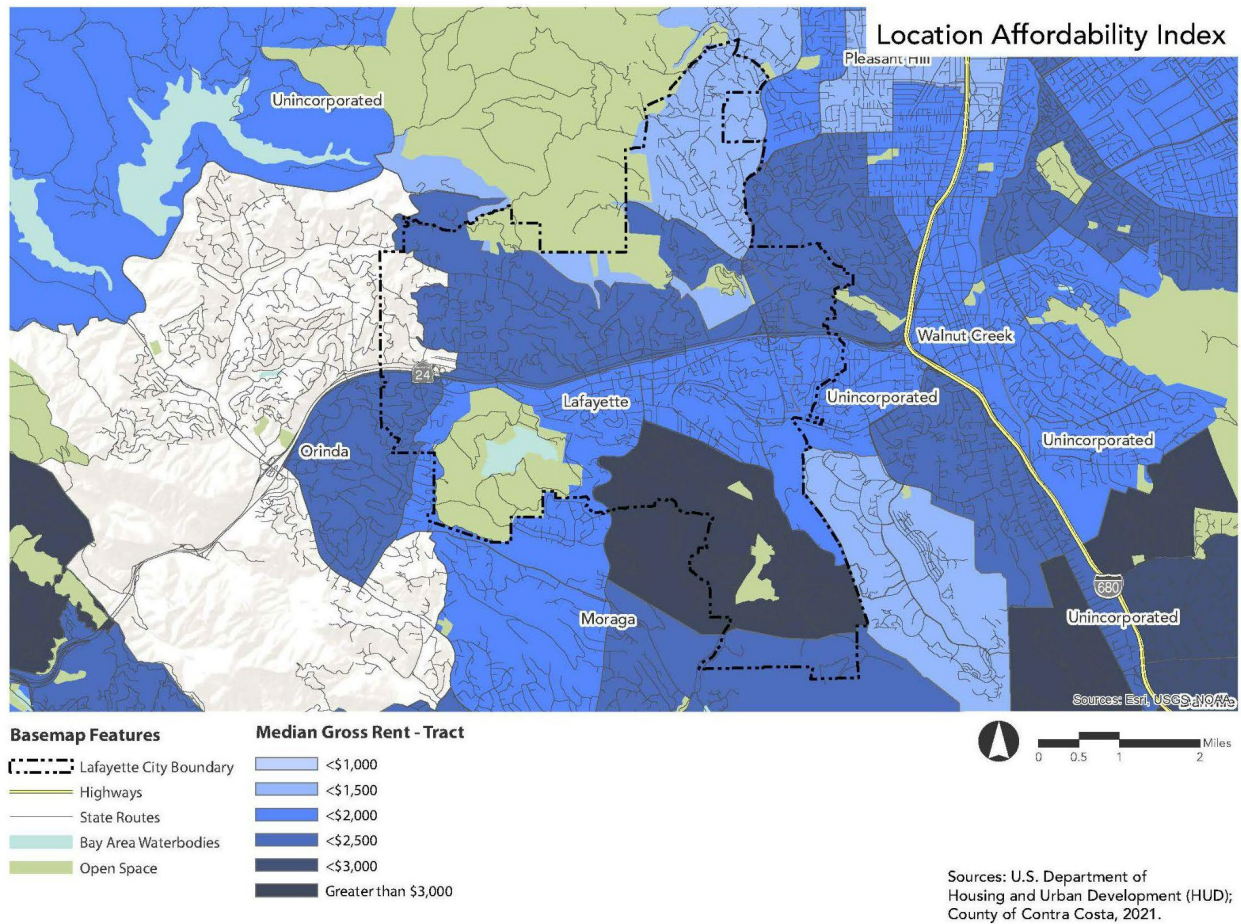 Location Affordability Index
Pleasant Hill
Unincorporated
Walnut Creek
24
Lafayette
Unincorporated
Unincorporated
Orinda
680
Moraga
Unincorporated
Sources: Esri, USGS, NOAA
Basemap Features
Lafayette City Boundary
Highways
State Routes
Bay Area Waterbodies
Open Space
Median Gross Rent - Tract
<$1,000
<$1,500
<$2,000
<$2,500
<$3,000
Greater than $3,000
0 0.5 1 2 Miles
Sources: U.S. Department of
Housing and Urban Development (HUD);
County of Contra Costa, 2021.